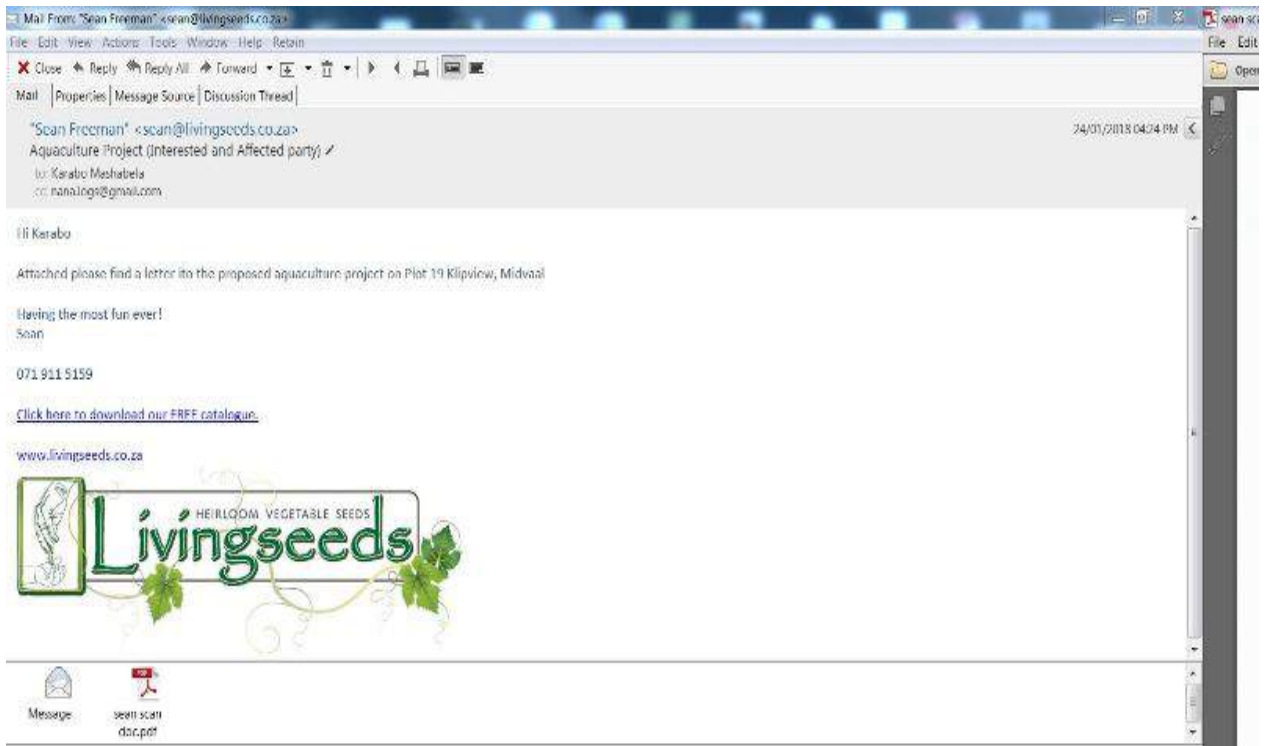 Mail From: "Sean Freeman" <sean@livingseeds.co.za>
sean sca
File Edit View Actions Tools Window Help Retain
File Edit
Close Reply Reply All Forward
Open
Mail Properties Message Source Discussion Thread
"Sean Freeman" <sean@livingseeds.co.za>
24/01/2018 04:24 PM
Aquaculture Project (Interested and Affected party)
to: Karabo Mashabela
cc: nana.logs@gmail.com
Hi Karabo
Attached please find a letter ito the proposed aquaculture project on Plot 19 Klipview, Midvaal
Having the most fun ever!
Sean
071 911 5159
Click here to download our FREE catalogue.
www.livingseeds.co.za
HEIRLOOM VEGETABLE SEEDS
Livingseeds
PDF
Message
sean scan
doc.pdf